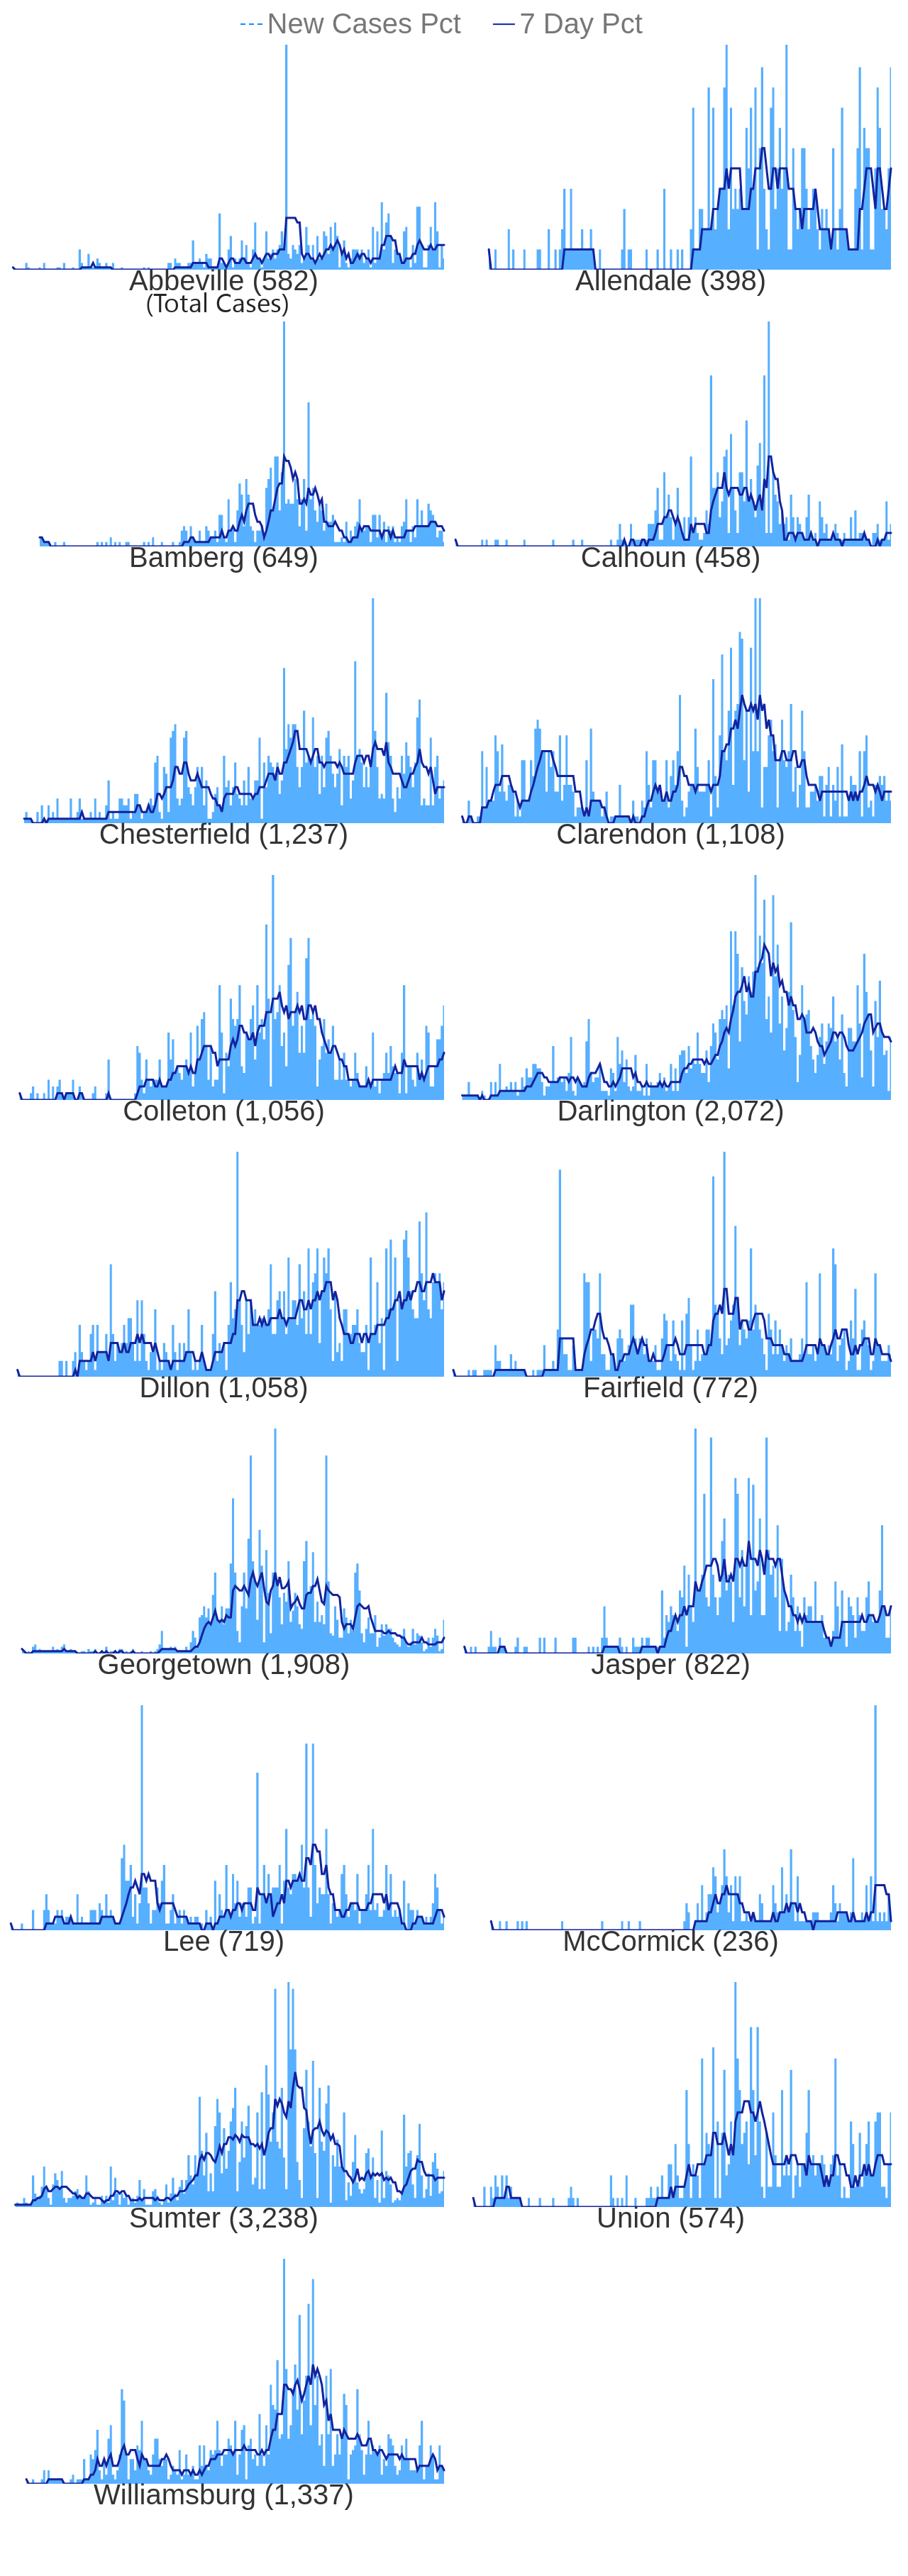 New Cases Pct 7 Day Pct
Abbeville (582) Allendale (398)
(Total Cases)
Bamberg (649) Calhoun (458)
Chesterfield (1,237) Clarendon (1,108)
Colleton (1,056) Darlington (2,072)
Dillon (1,058) Fairfield (772)
Georgetown (1,908) Jasper (822)
Lee (719) McCormick (236)
Sumter (3,238) Union (574)
Williamsburg (1,337)